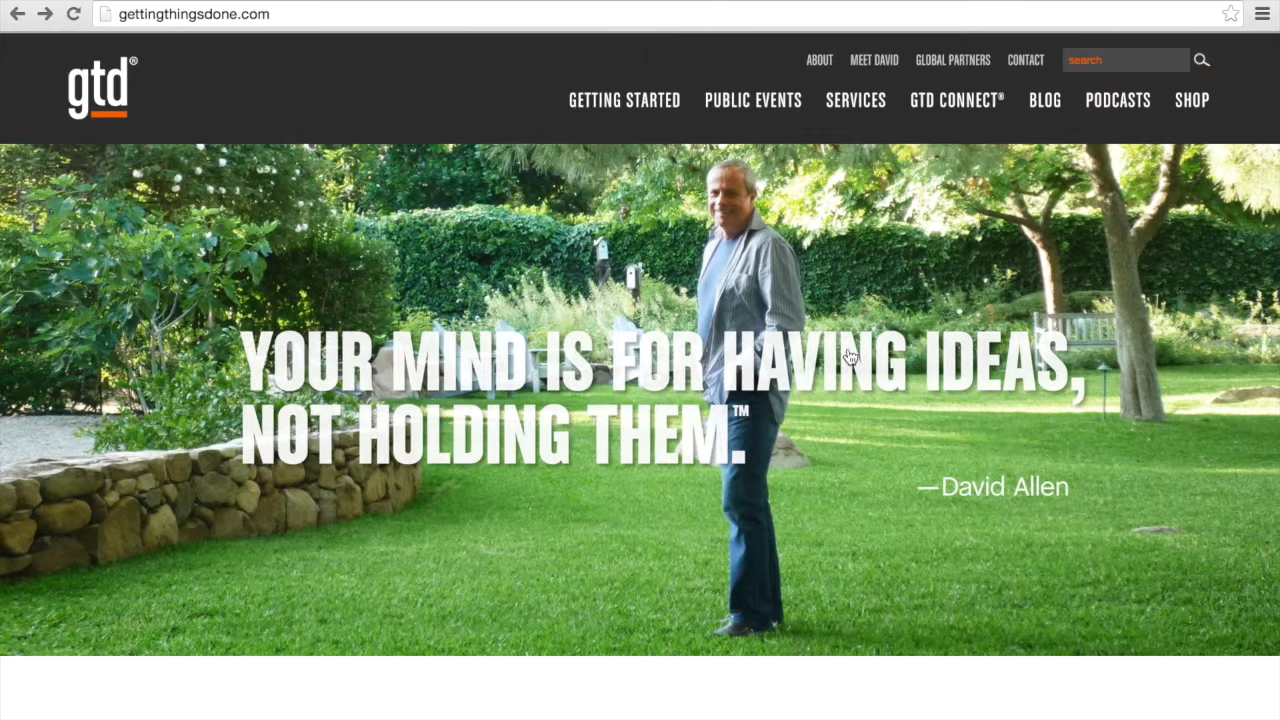 gettingthingsdone.com
gtd®
ABOUT MEET DAVID GLOBAL PARTNERS CONTACT search
GETTING STARTED PUBLIC EVENTS SERVICES GTD CONNECT® BLOG PODCASTS SHOP
YOUR MIND IS FOR HAVING IDEAS,
NOT HOLDING THEM.™
—David Allen